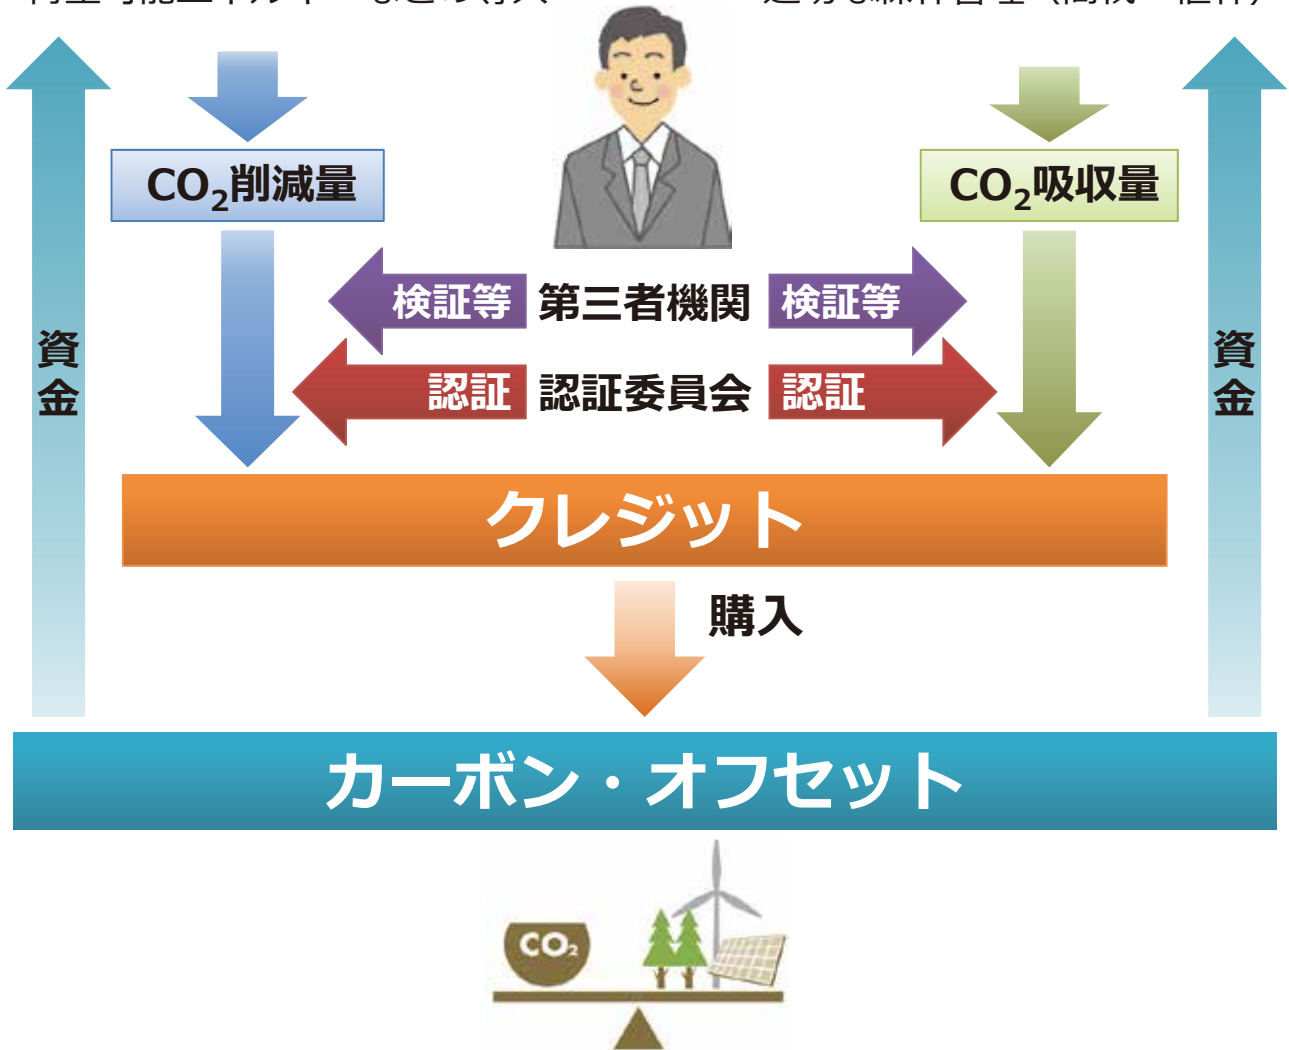 CO₂削減量
CO₂吸収量
検証等 第三者機関 検証等
認証 認証委員会 認証
資金
資金
クレジット
購入
カーボン・オフセット
CO₂